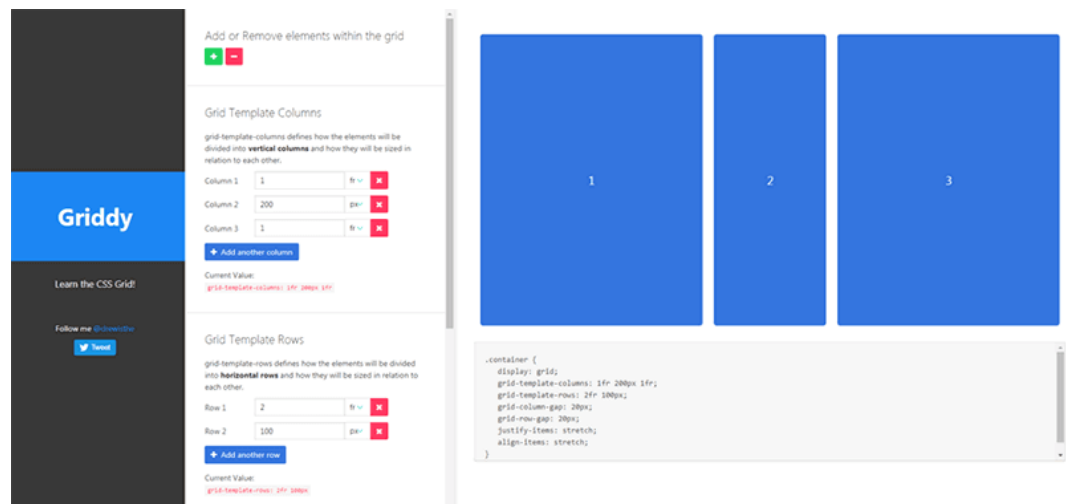 Griddy
Learn the CSS Grid!
Follow me @drewisthe
Tweet
Add or Remove elements within the grid
Grid Template Columns
grid-template-columns defines how the elements will be
divided into vertical columns and how they will be sized in
relation to each other.
Column 1 1 fr
Column 2 200 px
Column 3 1 fr
Add another column
Current Value:
grid-template-columns: 1fr 200px 1fr
Grid Template Rows
grid-template-rows defines how the elements will be divided
into horizontal rows and how they will be sized in relation to
each other.
Row 1 2 fr
Row 2 100 px
Add another row
Current Value:
grid-template-rows: 2fr 100px
1 2 3
.container {
display: grid;
grid-template-columns: 1fr 200px 1fr;
grid-template-rows: 2fr 100px;
grid-column-gap: 20px;
grid-row-gap: 20px;
justify-items: stretch;
align-items: stretch;
}